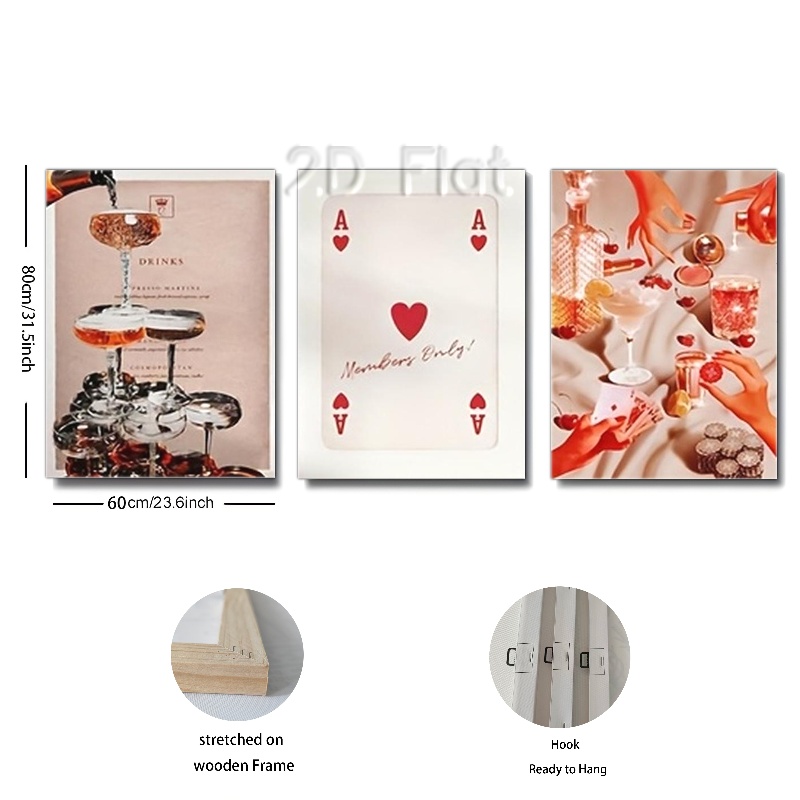 2D Flat
80cm/31.5inch
DRINKS
COSMOPOLITAN
A A
Members Only!
A A
60cm/23.6inch
stretched on
wooden Frame
Hook
Ready to Hang